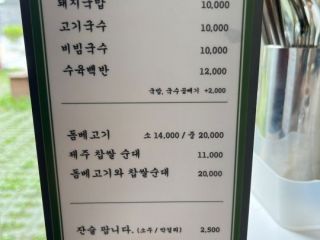 돼지국밥 10,000
고기국수 10,000
비빔국수 10,000
수육백반 12,000
국밥, 국수곱빼기 +2,000
돔베고기 소 14,000 / 중 20,000
제주 찹쌀 순대 11,000
돔베고기와 찹쌀순대 20,000
잔술 팝니다. (소주 / 막걸리) 2,500